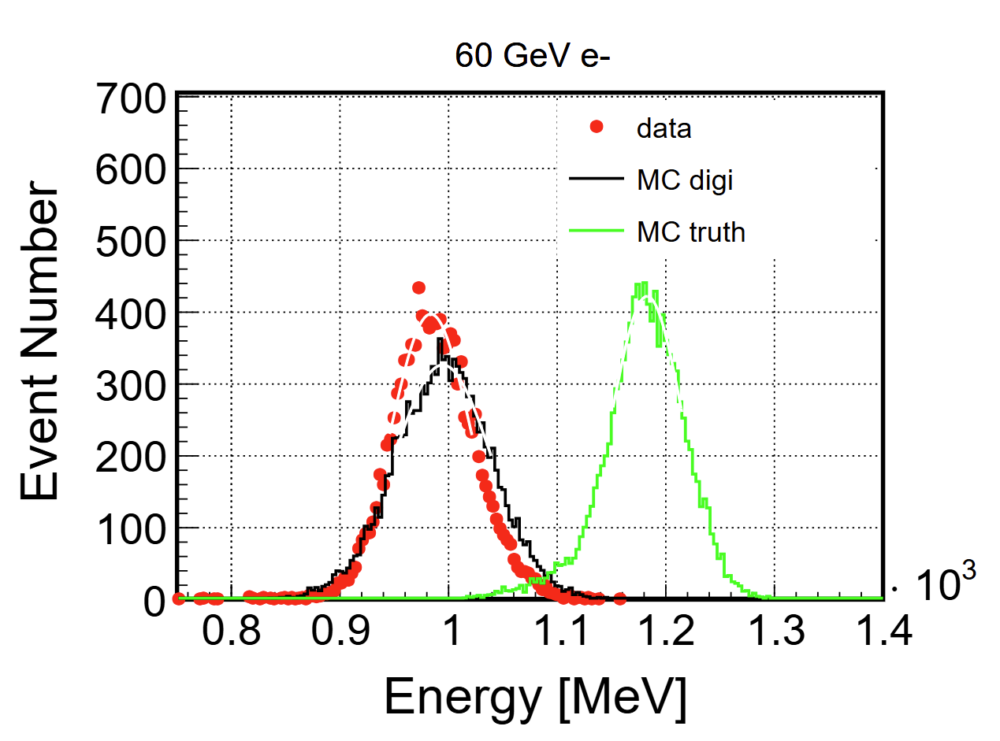 60 GeV e-
700
600
500
400
300
200
100
0
data
MC digi
MC truth
0.8 0.9 1 1.1 1.2 1.3 1.4
· 10³
Energy [MeV]
Event Number